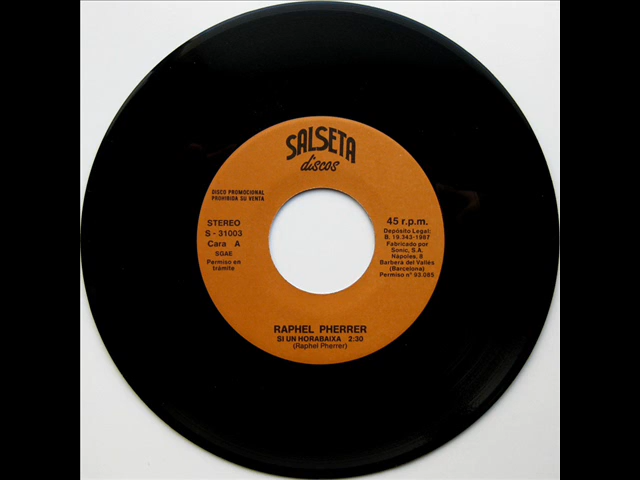 SALSETA
discos
DISCO PROMOCIONAL
PROHIBIDA SU VENTA
STEREO
S - 31003
Cara A
SGAE
Permiso en
trámite
45 r.p.m.
Depósito Legal:
B. 19.343-1987
Fabricado por
Sonic, S.A.
Nápoles, 8
Barberá del Vallés
(Barcelona)
Permiso nº 93.085
RAPHEL PHERRER
SI UN HORABAIXA 2:30
(Raphel Pherrer)